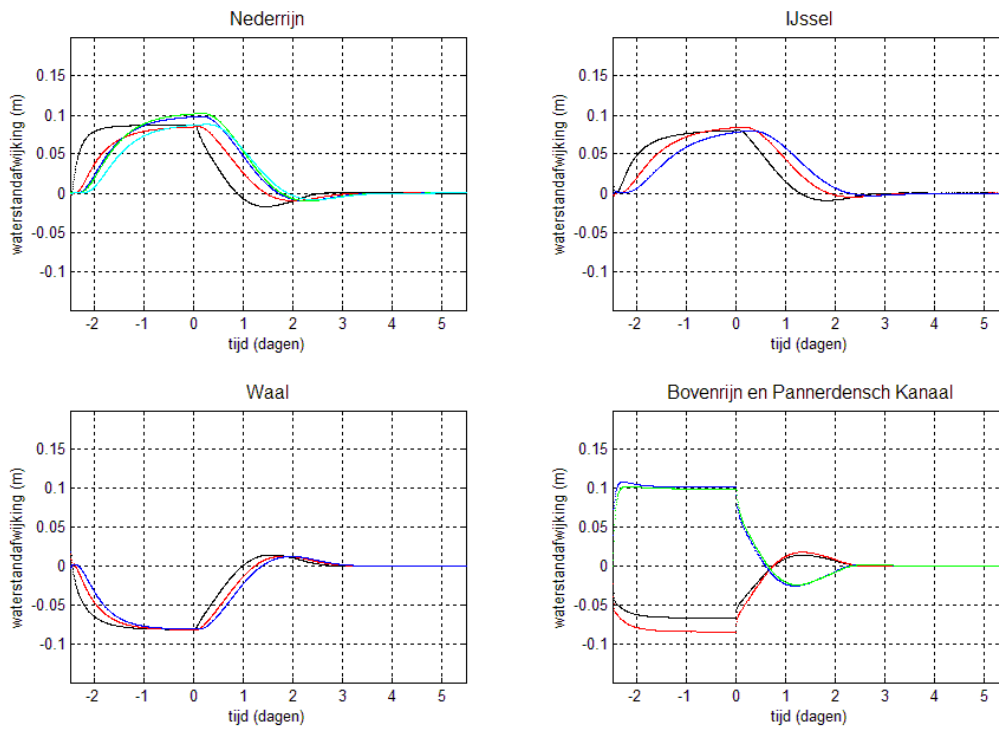 Nederrijn
0.15
0.1
0.05
0
-0.05
-0.1
waterstandafwijking (m)
-2 -1 0 1 2 3 4 5
tijd (dagen)
IJssel
0.15
0.1
0.05
0
-0.05
-0.1
waterstandafwijking (m)
-2 -1 0 1 2 3 4 5
tijd (dagen)
Waal
0.15
0.1
0.05
0
-0.05
-0.1
waterstandafwijking (m)
-2 -1 0 1 2 3 4 5
tijd (dagen)
Bovenrijn en Pannerdensch Kanaal
0.15
0.1
0.05
0
-0.05
-0.1
waterstandafwijking (m)
-2 -1 0 1 2 3 4 5
tijd (dagen)